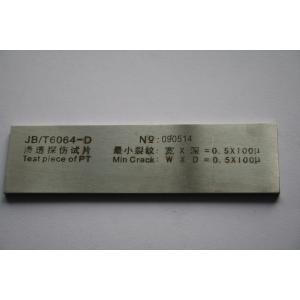 JB/T6064-D № : 090514
渗透探伤试片 最小裂纹: 宽 X 深=0.5X100μ
Test piece of PT Min Crack: W X D=0.5X100μ